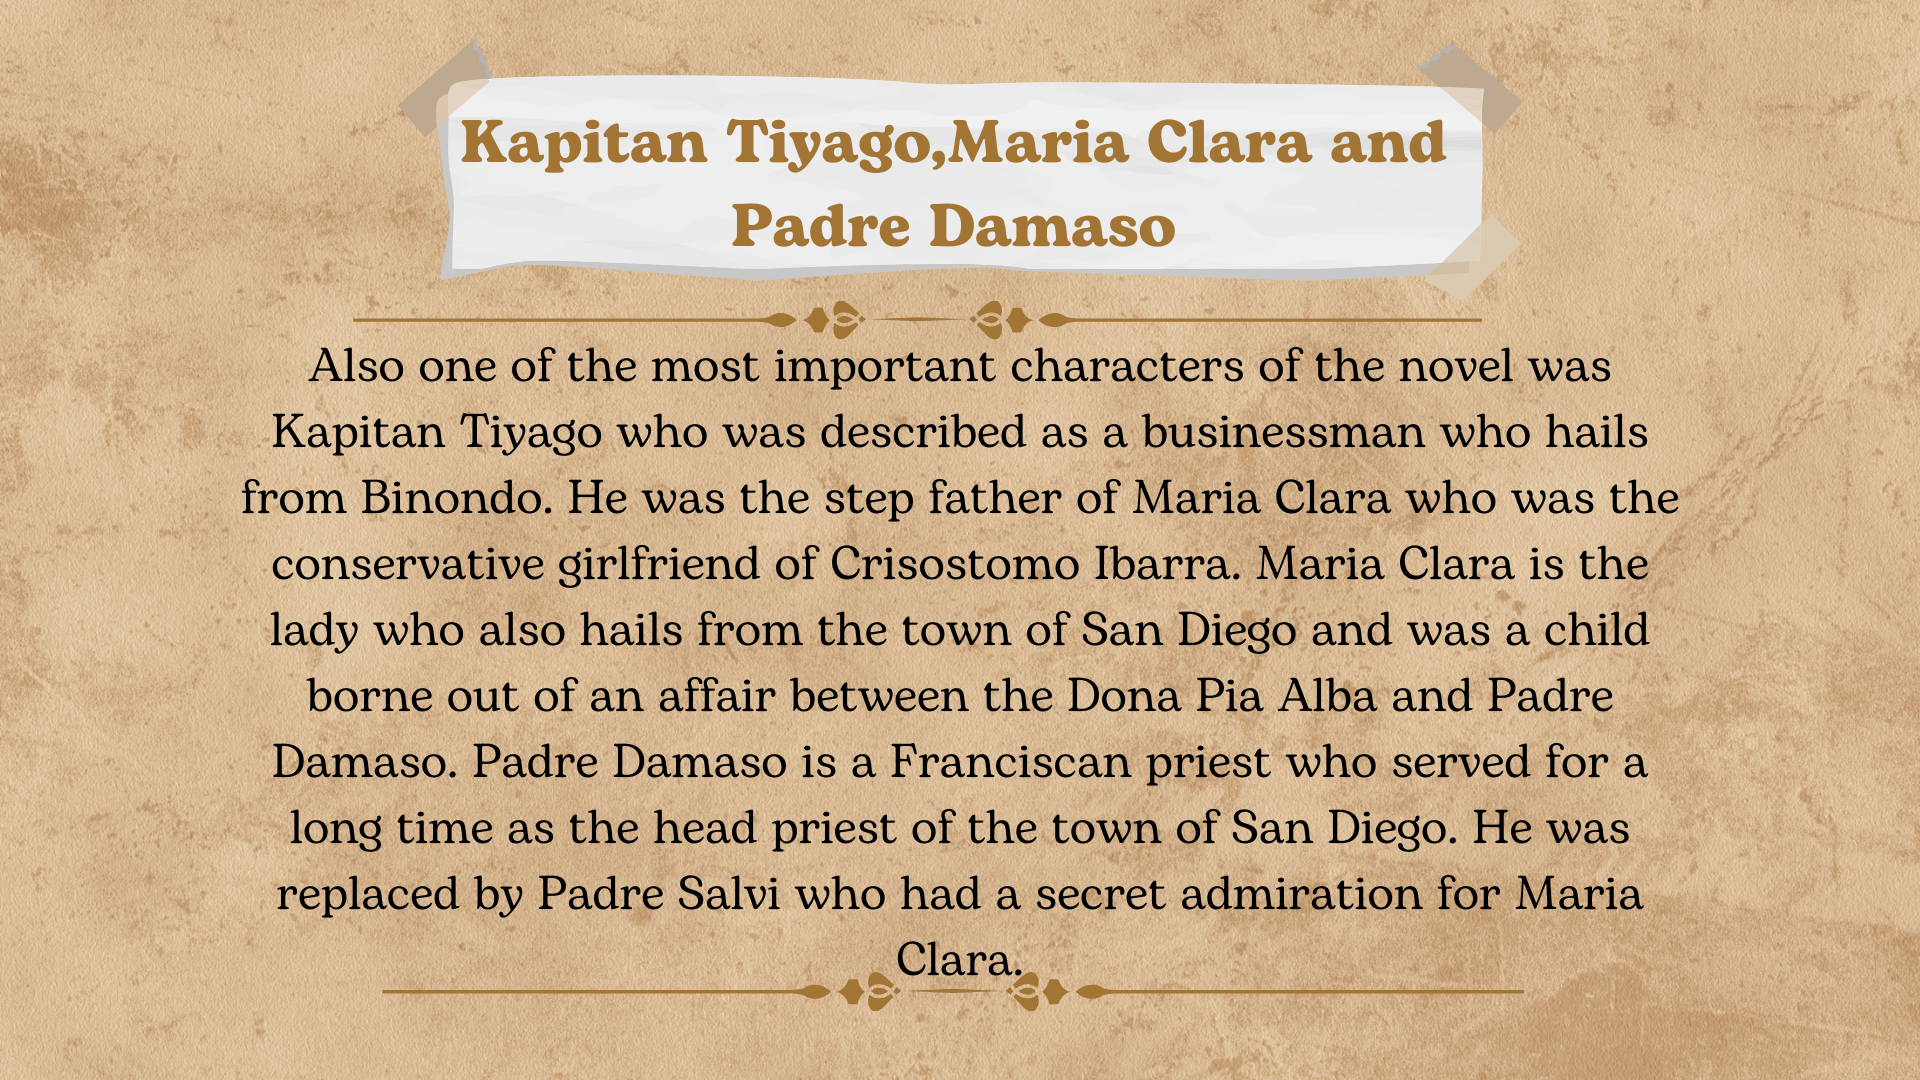 Kapitan Tiyago,Maria Clara and
Padre Damaso
Also one of the most important characters of the novel was
Kapitan Tiyago who was described as a businessman who hails
from Binondo. He was the step father of Maria Clara who was the
conservative girlfriend of Crisostomo Ibarra. Maria Clara is the
lady who also hails from the town of San Diego and was a child
borne out of an affair between the Dona Pia Alba and Padre
Damaso. Padre Damaso is a Franciscan priest who served for a
long time as the head priest of the town of San Diego. He was
replaced by Padre Salvi who had a secret admiration for Maria
Clara.